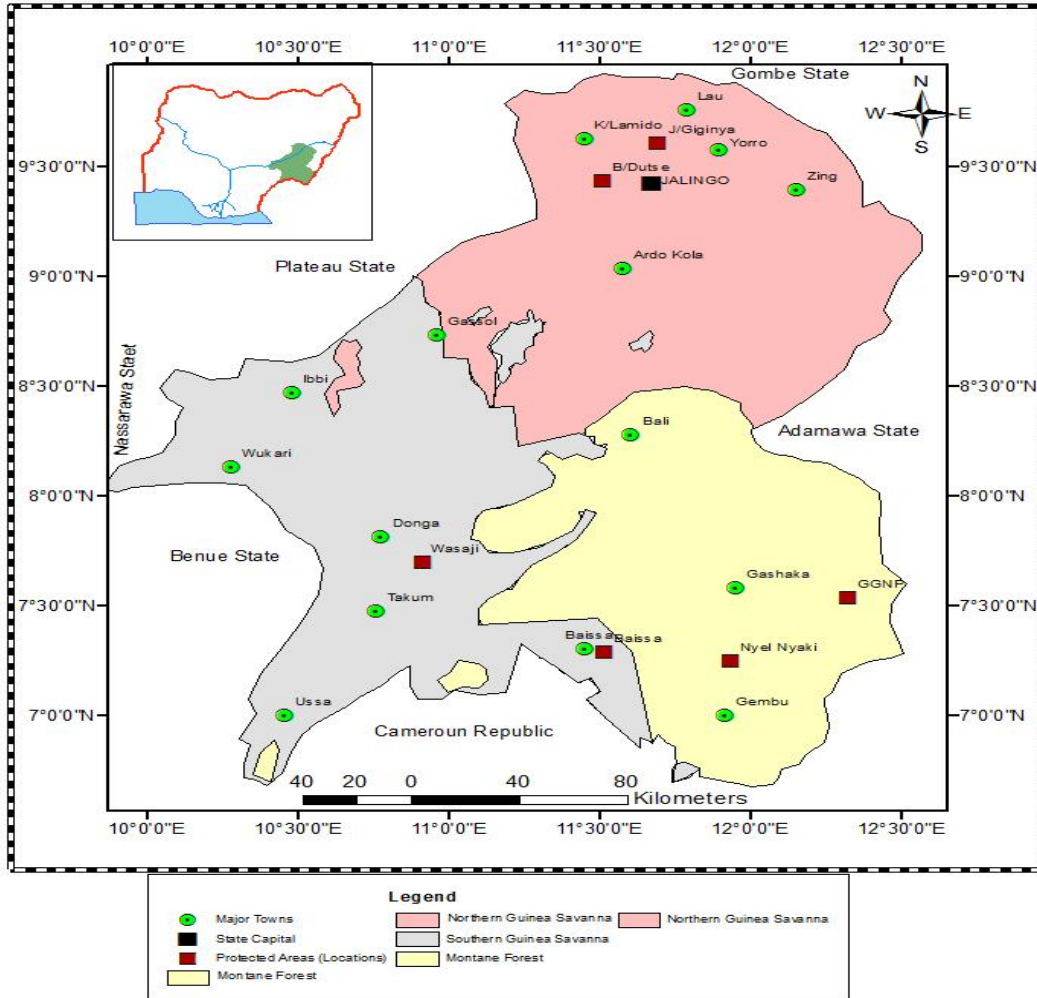 10°0'0"E 10°30'0"E 11°0'0"E 11°30'0"E 12°0'0"E 12°30'0"E
Gombe State
N
W E
S
Lau
K/Lamido
J/Giginya
Yorro
9°30'0"N 9°30'0"N
B/Dutse
JALINGO
Zing
Plateau State
Ardo Kola
9°0'0"N 9°0'0"N
Gassol
Nassarawa Staet
8°30'0"N 8°30'0"N
Ibbi
Bali
Adamawa State
Wukari
8°0'0"N 8°0'0"N
Donga
Benue State
Wasaji
Gashaka
GGNP
Takum
7°30'0"N 7°30'0"N
Baissa
Baissa
Nyel Nyaki
Ussa
Gembu
7°0'0"N 7°0'0"N
Cameroun Republic
40 20 0 40 80
Kilometers
10°0'0"E 10°30'0"E 11°0'0"E 11°30'0"E 12°0'0"E 12°30'0"E
Legend
Major Towns Northern Guinea Savanna Northern Guinea Savanna
State Capital Southern Guinea Savanna
Protected Areas (Locations) Montane Forest
Montane Forest